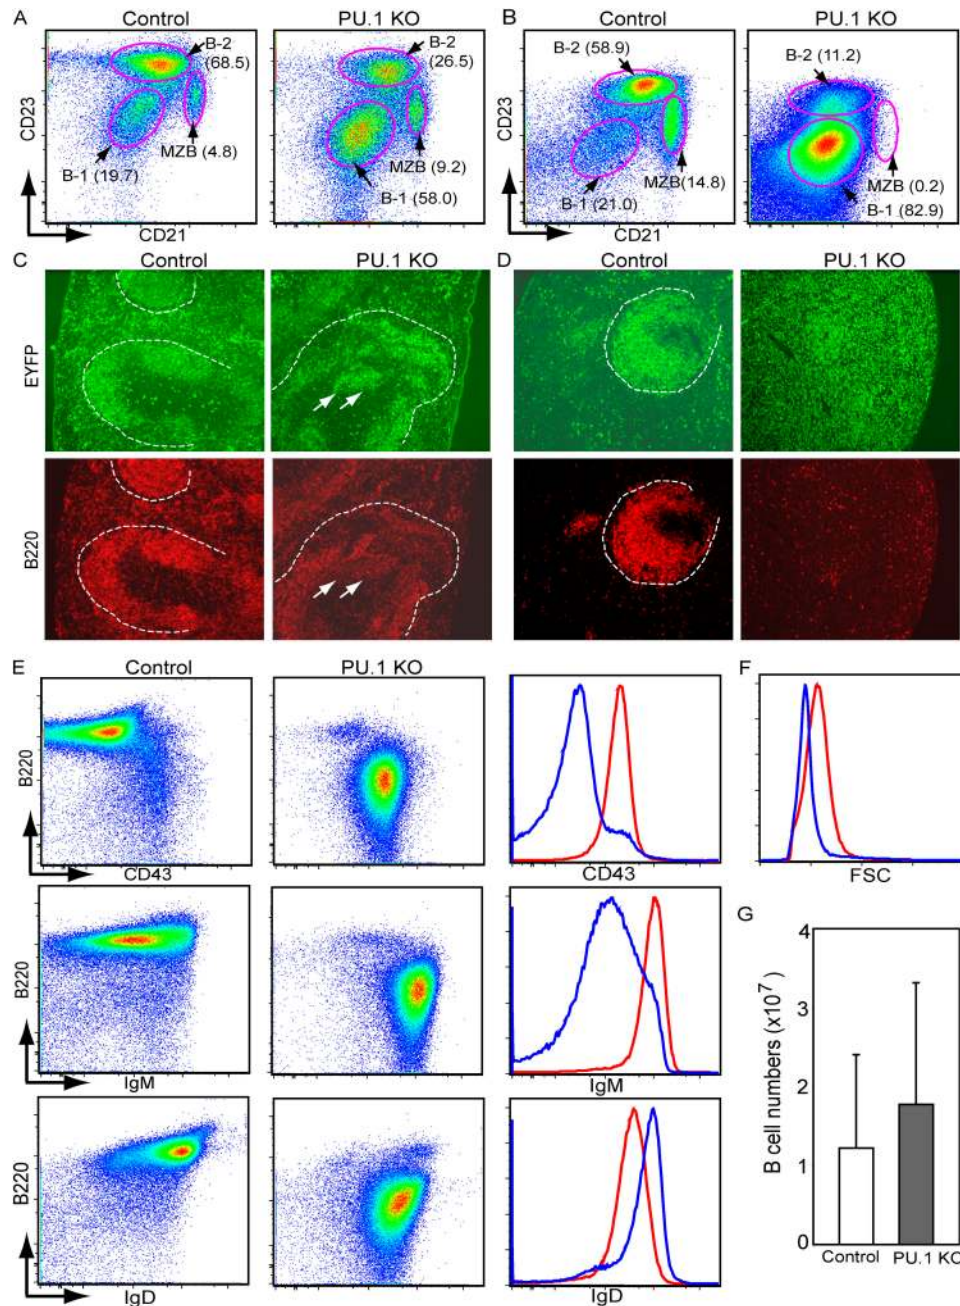 A
Control
PU.1 KO
B
Control
PU.1 KO
B-2
(68.5)
B-2
(26.5)
B-2 (58.9)
B-2 (11.2)
CD23
MZB (4.8)
B-1 (19.7)
MZB (9.2)
B-1 (58.0)
CD23
MZB(14.8)
B-1 (21.0)
MZB (0.2)
B-1 (82.9)
CD21
CD21
C
Control
PU.1 KO
D
Control
PU.1 KO
EYFP
B220
E
Control
PU.1 KO
F
B220
CD43
CD43
FSC
G
B220
IgM
IgM
B220
IgD
IgD
B cell numbers (x10⁷)
4
3
2
1
0
Control
PU.1 KO